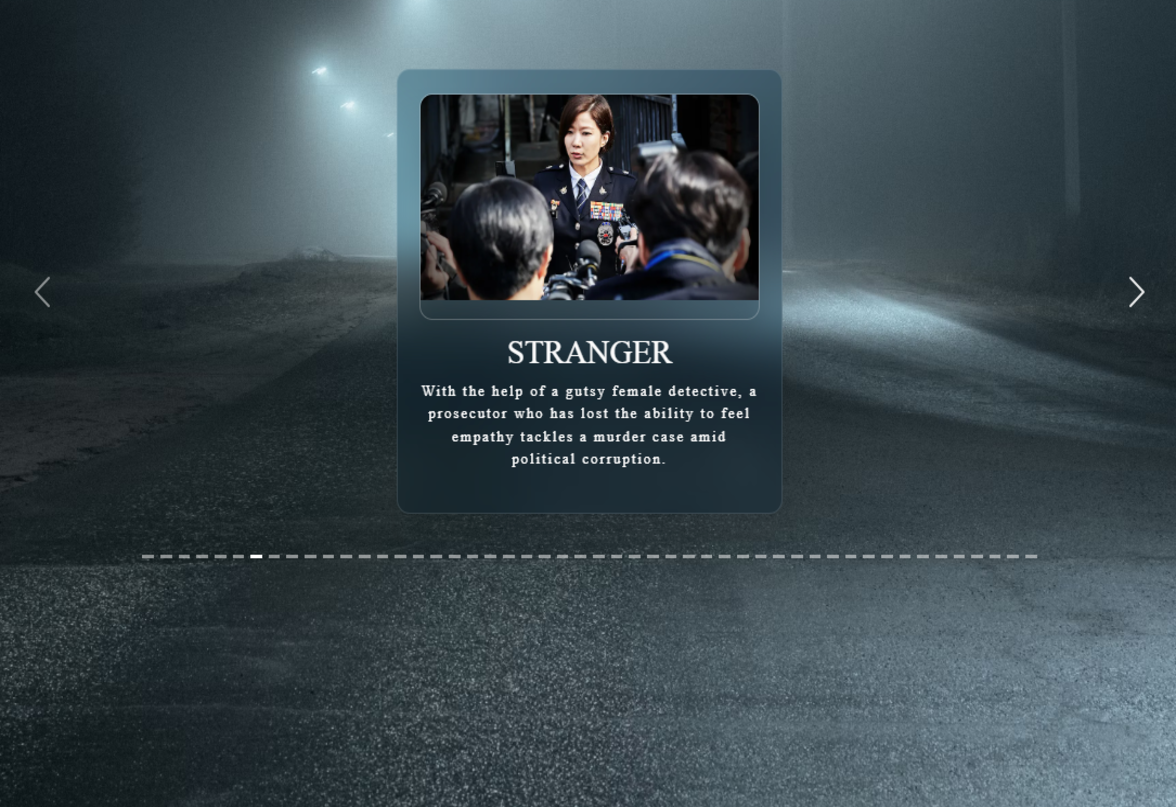 STRANGER
With the help of a gutsy female detective, a
prosecutor who has lost the ability to feel
empathy tackles a murder case amid
political corruption.